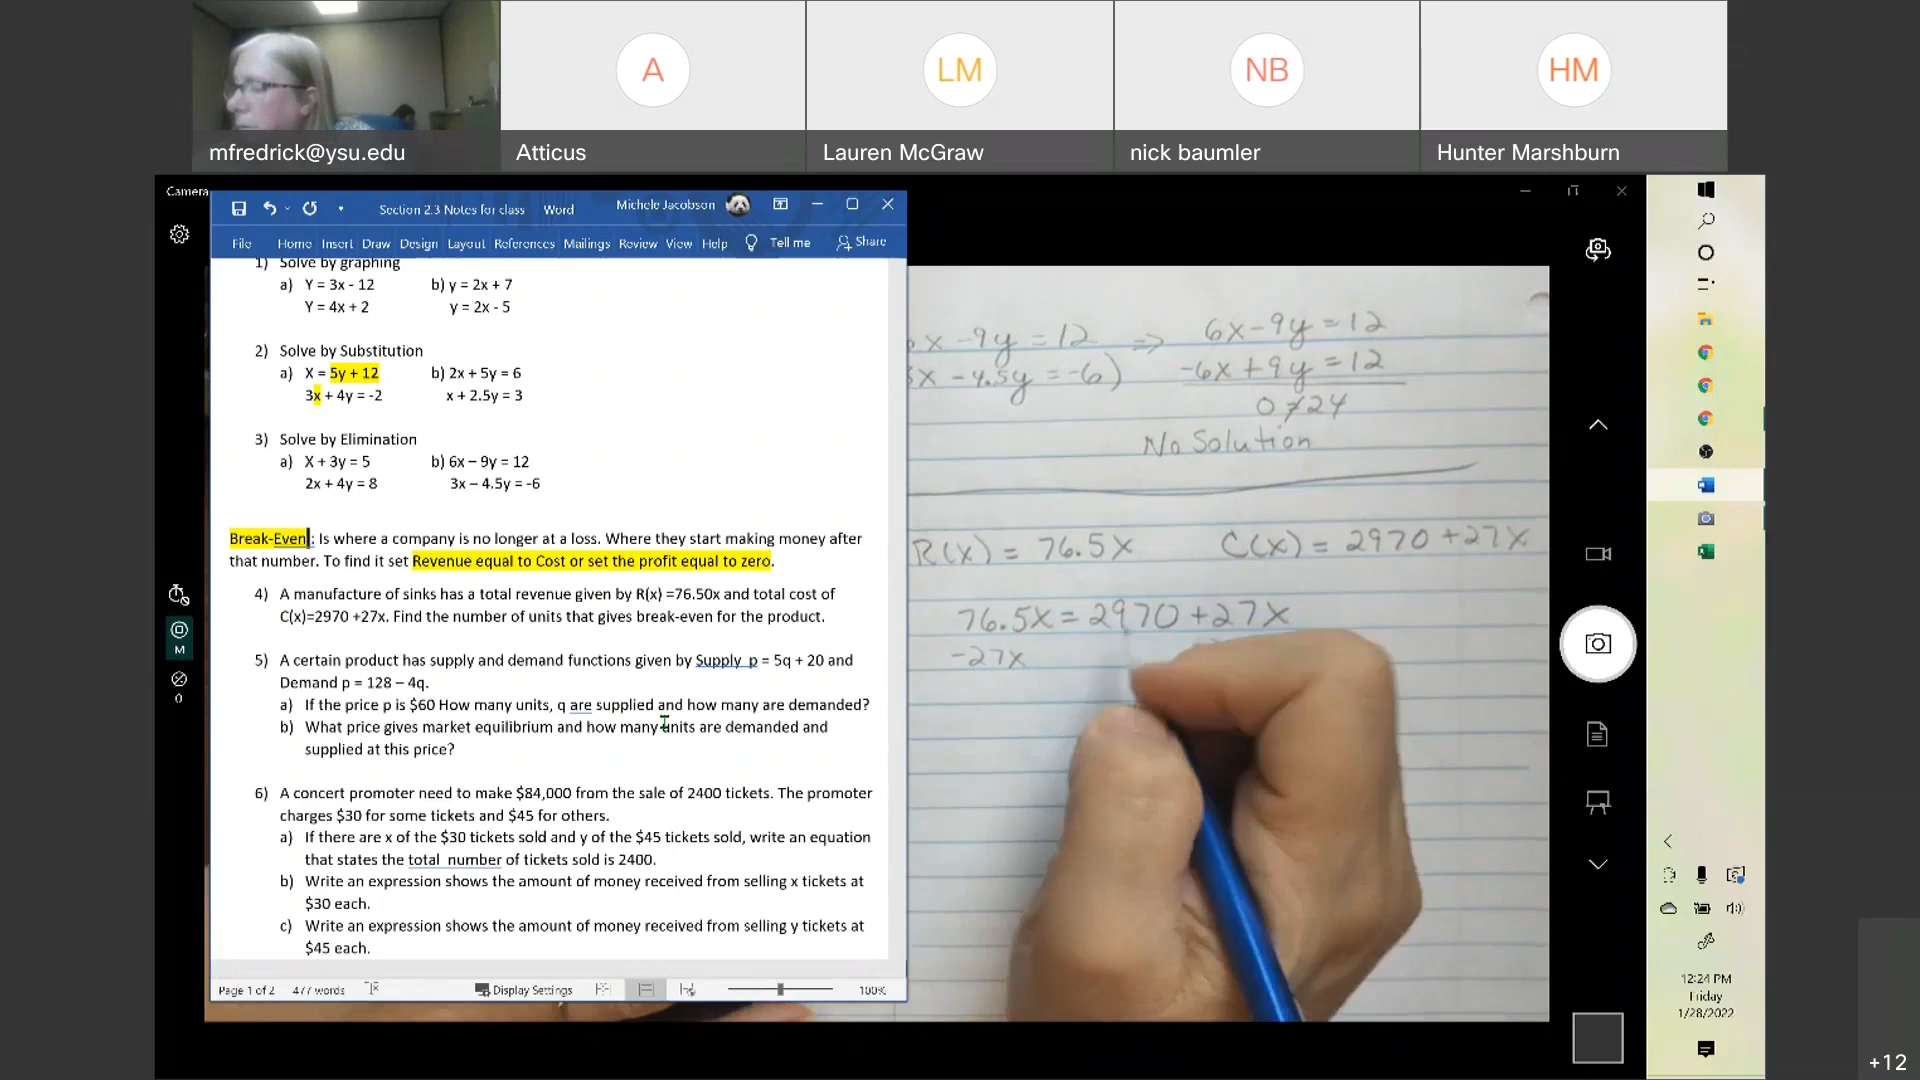 A
LM
NB
HM
mfredrick@ysu.edu
Atticus
Lauren McGraw
nick baumler
Hunter Marshburn
Camera
Section 2.3 Notes for class
Word
Michele Jacobson
File Home Insert Draw Design Layout References Mailings Review View Help Tell me Share
1) Solve by graphing
a) Y = 3x - 12 b) y = 2x + 7
Y = 4x + 2 y = 2x - 5
2) Solve by Substitution
a) X = 5y + 12 b) 2x + 5y = 6
3x + 4y = -2 x + 2.5y = 3
3) Solve by Elimination
a) X + 3y = 5 b) 6x – 9y = 12
2x + 4y = 8 3x – 4.5y = -6
Break-Even: Is where a company is no longer at a loss. Where they start making money after
that number. To find it set Revenue equal to Cost or set the profit equal to zero.
4) A manufacture of sinks has a total revenue given by R(x) =76.50x and total cost of
C(x)=2970 +27x. Find the number of units that gives break-even for the product.
5) A certain product has supply and demand functions given by Supply p = 5q + 20 and
Demand p = 128 – 4q.
a) If the price p is $60 How many units, q are supplied and how many are demanded?
b) What price gives market equilibrium and how many units are demanded and
supplied at this price?
6) A concert promoter need to make $84,000 from the sale of 2400 tickets. The promoter
charges $30 for some tickets and $45 for others.
a) If there are x of the $30 tickets sold and y of the $45 tickets sold, write an equation
that states the total number of tickets sold is 2400.
b) Write an expression shows the amount of money received from selling x tickets at
$30 each.
c) Write an expression shows the amount of money received from selling y tickets at
$45 each.
Page 1 of 2 477 words Display Settings 100%
x - 9y = 12 ⇒ 6x - 9y = 12
x - 4.5y = -6) -6x + 9y = 12
0 ≠ 24
No Solution
R(x) = 76.5x C(x) = 2970 + 27x
76.5x = 2970 + 27x
-27x
M
0
12:24 PM
Friday
1/28/2022
+12